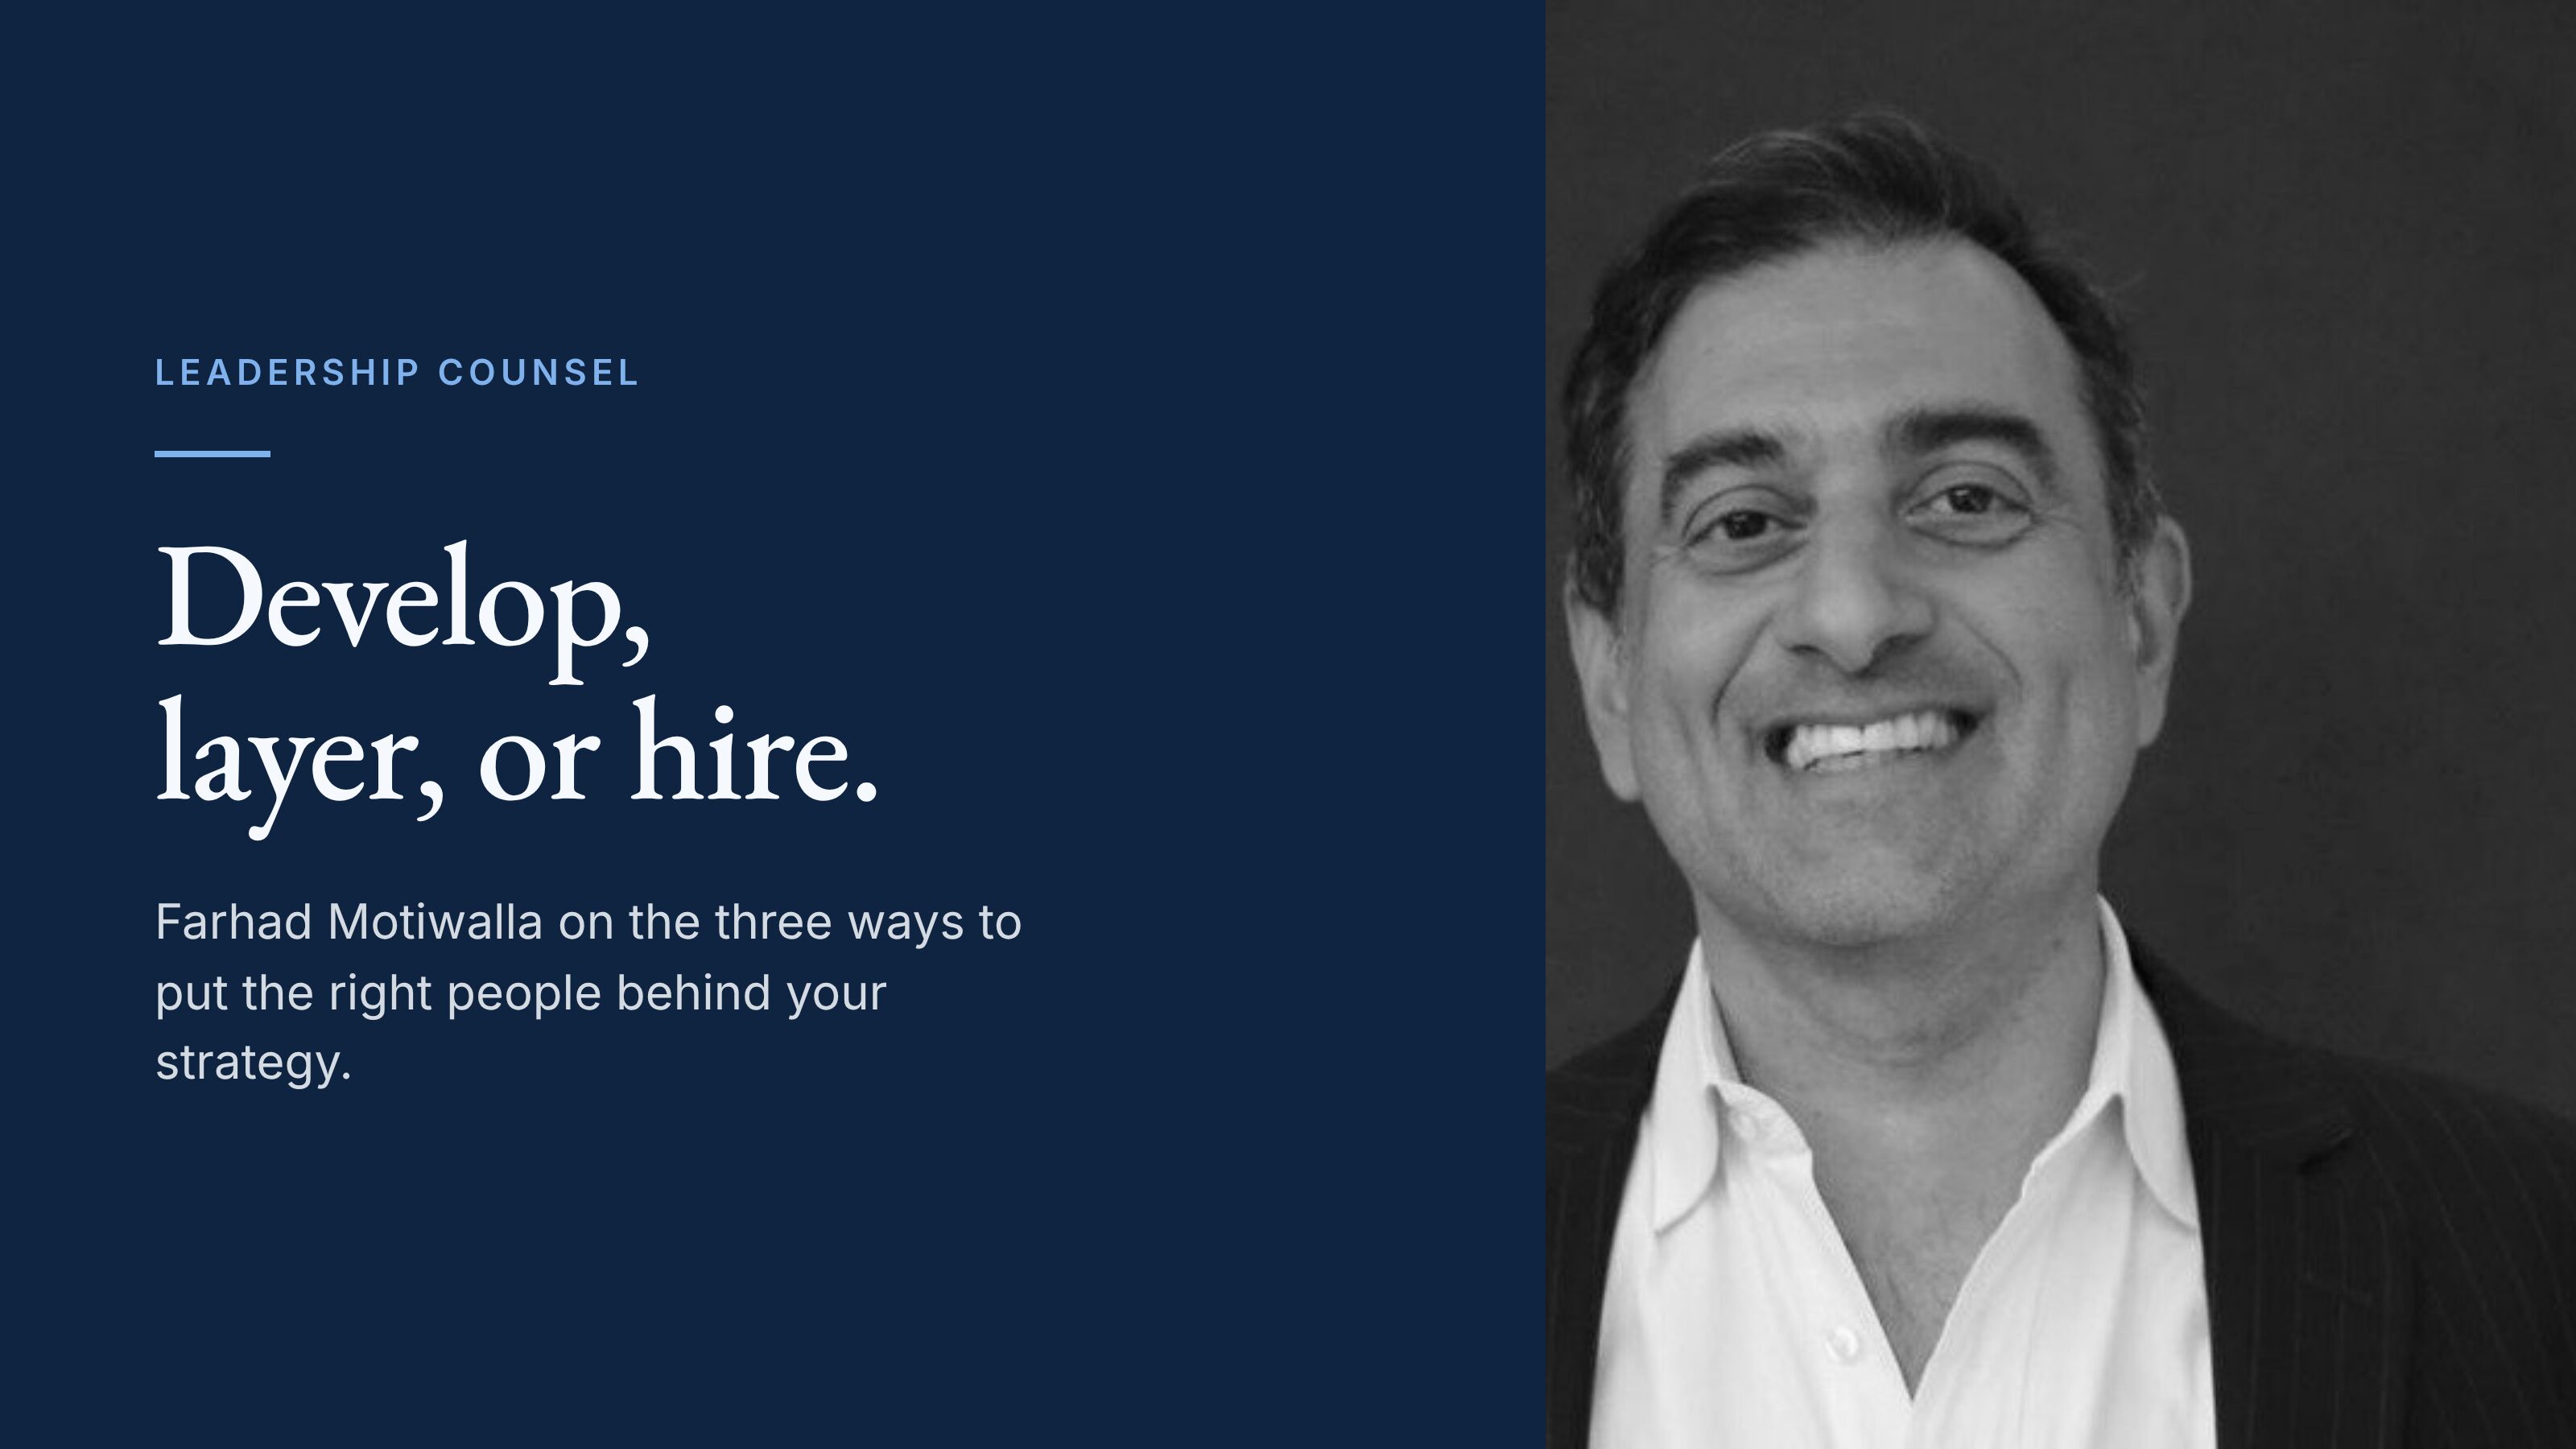 LEADERSHIP COUNSEL
Develop,
layer, or hire.
Farhad Motiwalla on the three ways to
put the right people behind your
strategy.